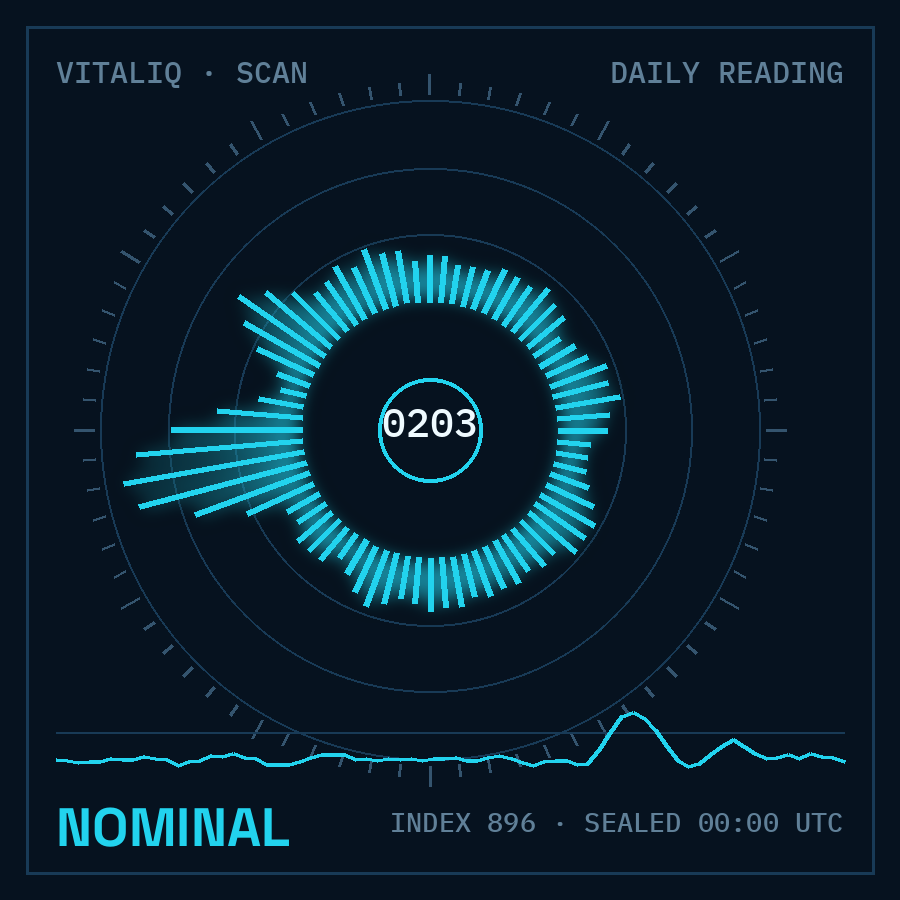 VITALIQ · SCAN
DAILY READING
0203
NOMINAL
INDEX 896 · SEALED 00:00 UTC